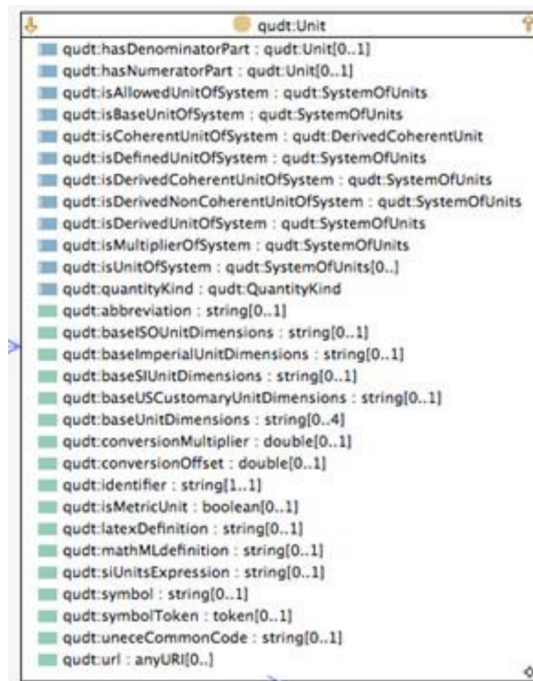 qudt:Unit
qudt:hasDenominatorPart : qudt:Unit[0..1]
qudt:hasNumeratorPart : qudt:Unit[0..1]
qudt:isAllowedUnitOfSystem : qudt:SystemOfUnits
qudt:isBaseUnitOfSystem : qudt:SystemOfUnits
qudt:isCoherentUnitOfSystem : qudt:DerivedCoherentUnit
qudt:isDefinedUnitOfSystem : qudt:SystemOfUnits
qudt:isDerivedCoherentUnitOfSystem : qudt:SystemOfUnits
qudt:isDerivedNonCoherentUnitOfSystem : qudt:SystemOfUnits
qudt:isDerivedUnitOfSystem : qudt:SystemOfUnits
qudt:isMultiplierOfSystem : qudt:SystemOfUnits
qudt:isUnitOfSystem : qudt:SystemOfUnits[0..]
qudt:quantityKind : qudt:QuantityKind
qudt:abbreviation : string[0..1]
qudt:baseISOUnitDimensions : string[0..1]
qudt:baseImperialUnitDimensions : string[0..1]
qudt:baseSIUnitDimensions : string[0..1]
qudt:baseUSCustomaryUnitDimensions : string[0..1]
qudt:baseUnitDimensions : string[0..4]
qudt:conversionMultiplier : double[0..1]
qudt:conversionOffset : double[0..1]
qudt:identifier : string[1..1]
qudt:isMetricUnit : boolean[0..1]
qudt:latexDefinition : string[0..1]
qudt:mathMLdefinition : string[0..1]
qudt:siUnitsExpression : string[0..1]
qudt:symbol : string[0..1]
qudt:symbolToken : token[0..1]
qudt:uneceCommonCode : string[0..1]
qudt:url : anyURI[0..]